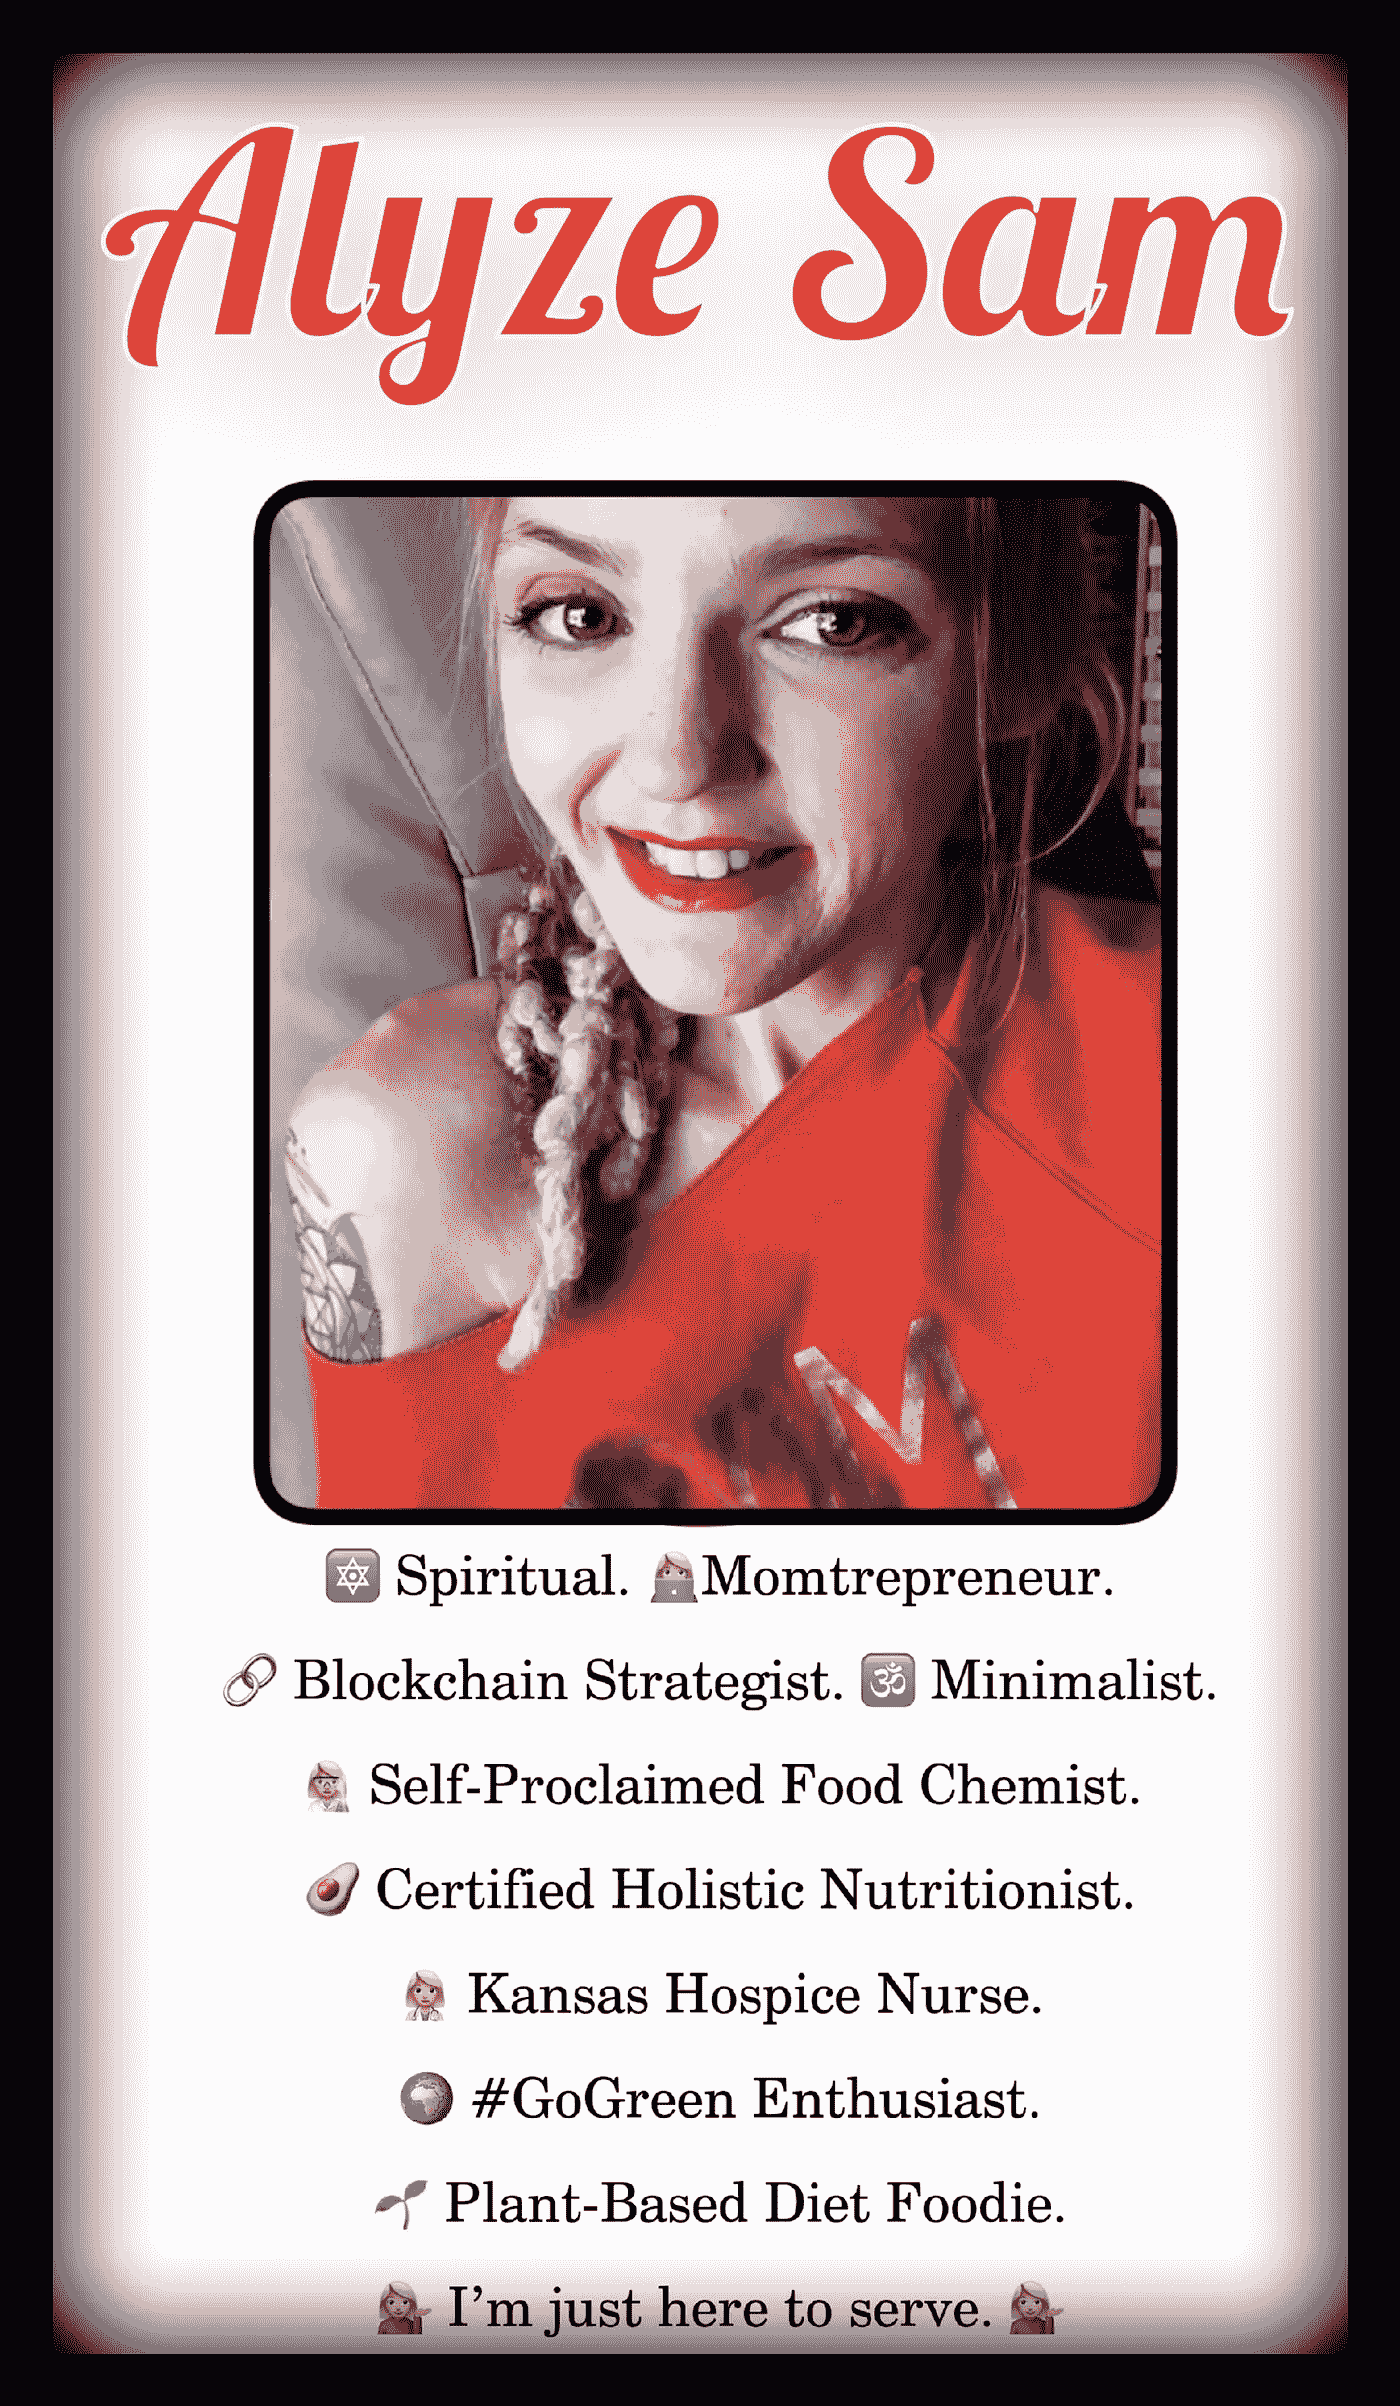 Alyze Sam
🔯 Spiritual. 👩‍💻Momtrepreneur.
🔗 Blockchain Strategist. 🕉 Minimalist.
👩‍🔬 Self-Proclaimed Food Chemist.
🥑 Certified Holistic Nutritionist.
👩‍⚕️ Kansas Hospice Nurse.
🌍 #GoGreen Enthusiast.
🌱 Plant-Based Diet Foodie.
💁‍♀️ I’m just here to serve. 💁‍♀️